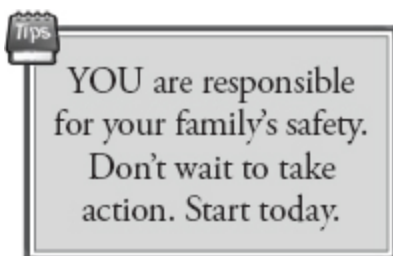 Tips
YOU are responsible
for your family's safety.
Don't wait to take
action. Start today.